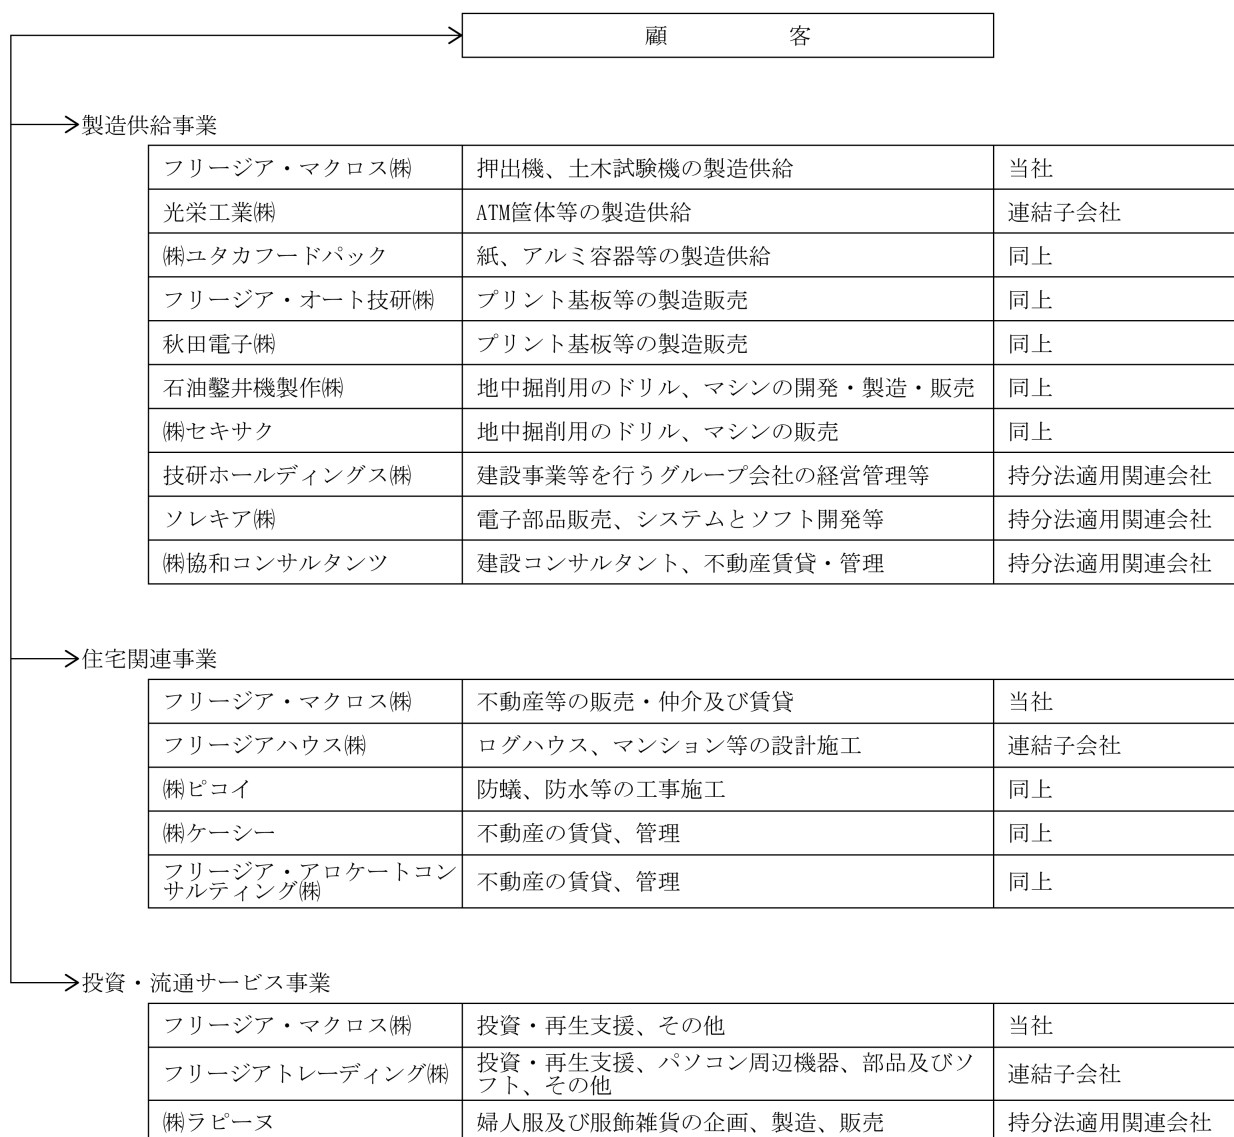 顧　客
製造供給事業
フリージア・マクロス㈱　押出機、土木試験機の製造供給　当社
光栄工業㈱　ATM筐体等の製造供給　連結子会社
㈱ユタカフードパック　紙、アルミ容器等の製造供給　同上
フリージア・オート技研㈱　プリント基板等の製造販売　同上
秋田電子㈱　プリント基板等の製造販売　同上
石油鑿井機製作㈱　地中掘削用のドリル、マシンの開発・製造・販売　同上
㈱セキサク　地中掘削用のドリル、マシンの販売　同上
技研ホールディングス㈱　建設事業等を行うグループ会社の経営管理等　持分法適用関連会社
ソレキア㈱　電子部品販売、システムとソフト開発等　持分法適用関連会社
㈱協和コンサルタンツ　建設コンサルタント、不動産賃貸・管理　持分法適用関連会社
住宅関連事業
フリージア・マクロス㈱　不動産等の販売・仲介及び賃貸　当社
フリージアハウス㈱　ログハウス、マンション等の設計施工　連結子会社
㈱ピコイ　防蟻、防水等の工事施工　同上
㈱ケーシー　不動産の賃貸、管理　同上
フリージア・アロケートコン
サルティング㈱　不動産の賃貸、管理　同上
投資・流通サービス事業
フリージア・マクロス㈱　投資・再生支援、その他　当社
フリージアトレーディング㈱　投資・再生支援、パソコン周辺機器、部品及びソ
フト、その他　連結子会社
㈱ラピーヌ　婦人服及び服飾雑貨の企画、製造、販売　持分法適用関連会社